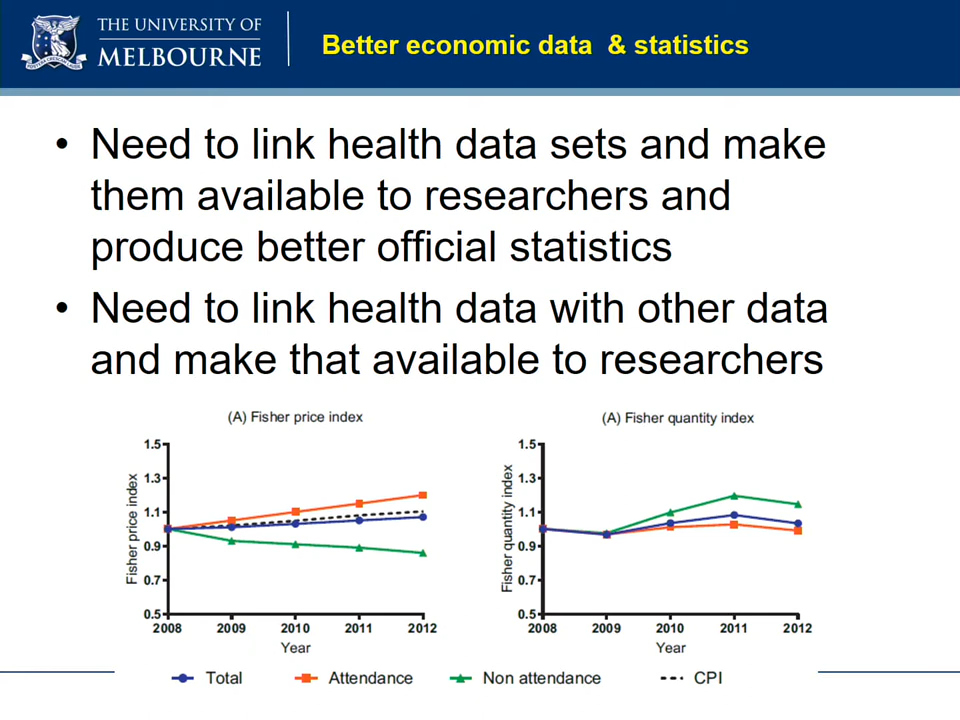 THE UNIVERSITY OF
MELBOURNE
Better economic data & statistics
• Need to link health data sets and make
them available to researchers and
produce better official statistics
• Need to link health data with other data
and make that available to researchers
(A) Fisher price index
Fisher price index
1.5
1.3
1.1
0.9
0.7
0.5
2008 2009 2010 2011 2012
Year
(A) Fisher quantity index
Fisher quantity index
1.5
1.3
1.1
0.9
0.7
0.5
2008 2009 2010 2011 2012
Year
Total Attendance Non attendance CPI